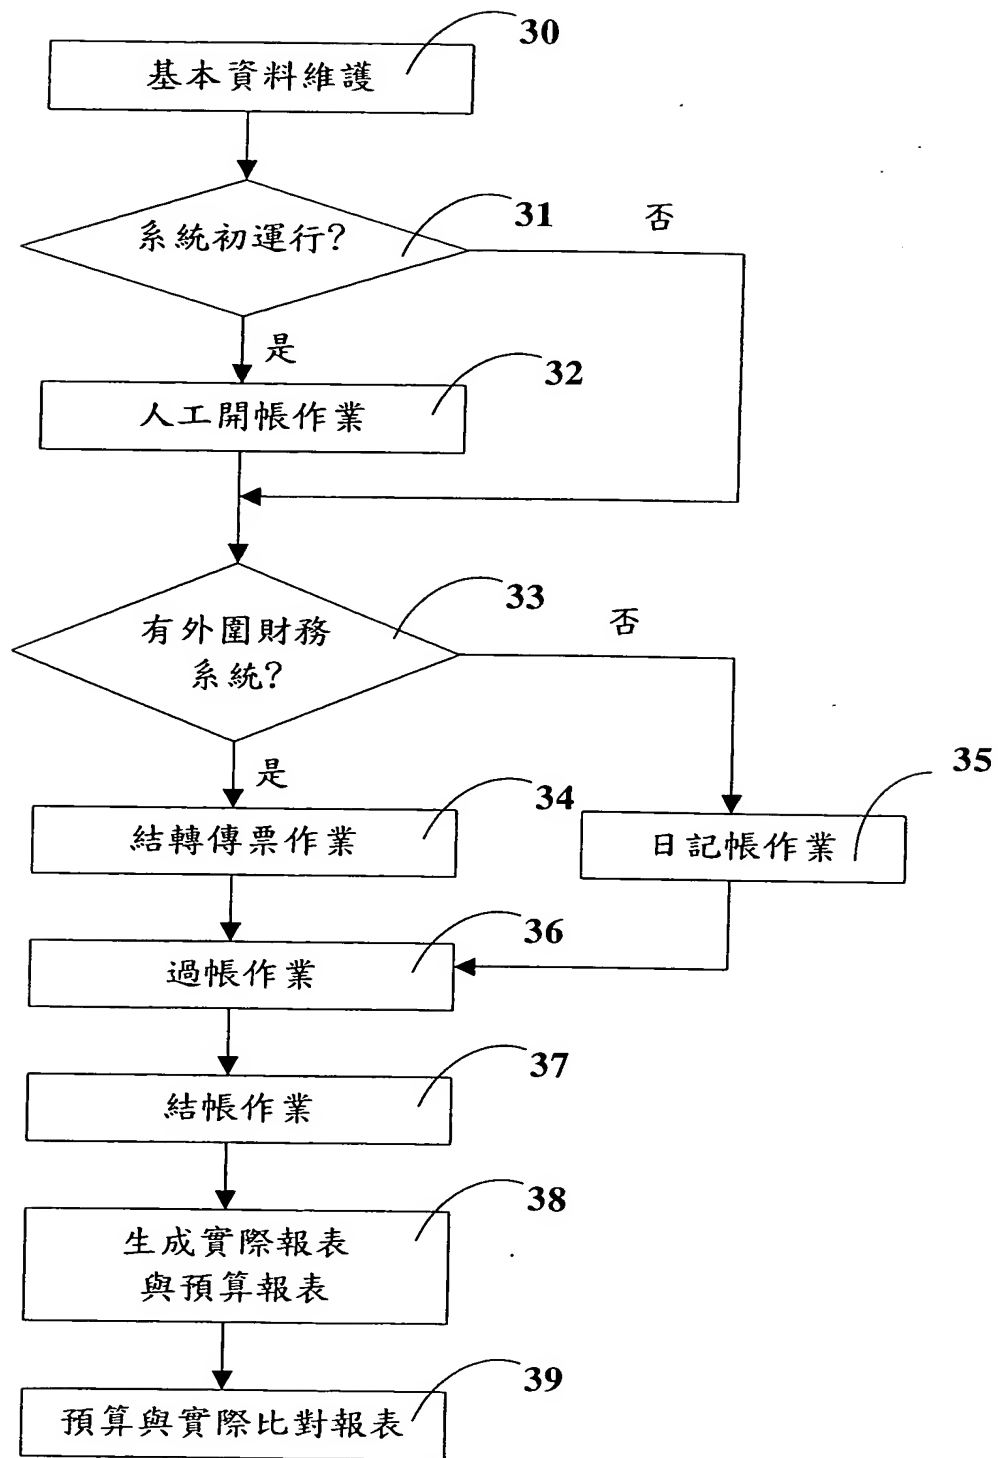 30
基本資料維護
31
系統初運行?
否
是
32
人工開帳作業
33
有外圍財務
系統?
否
是
34
結轉傳票作業
35
日記帳作業
36
過帳作業
37
結帳作業
38
生成實際報表
與預算報表
39
預算與實際比對報表